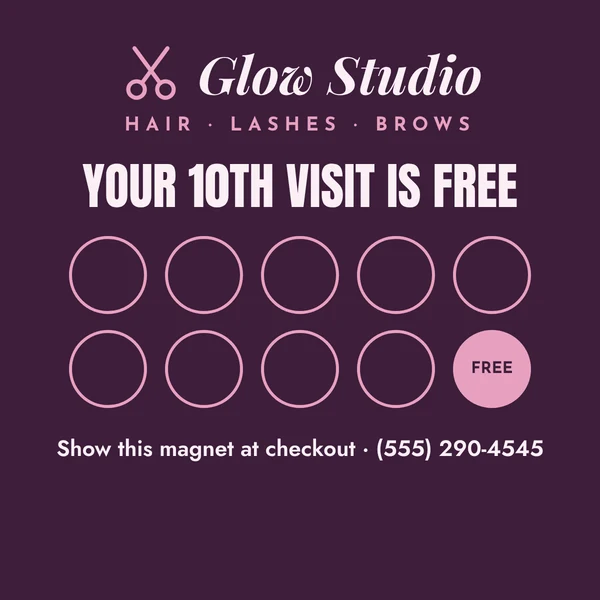 Glow Studio
HAIR · LASHES · BROWS
YOUR 10TH VISIT IS FREE
FREE
Show this magnet at checkout · (555) 290-4545